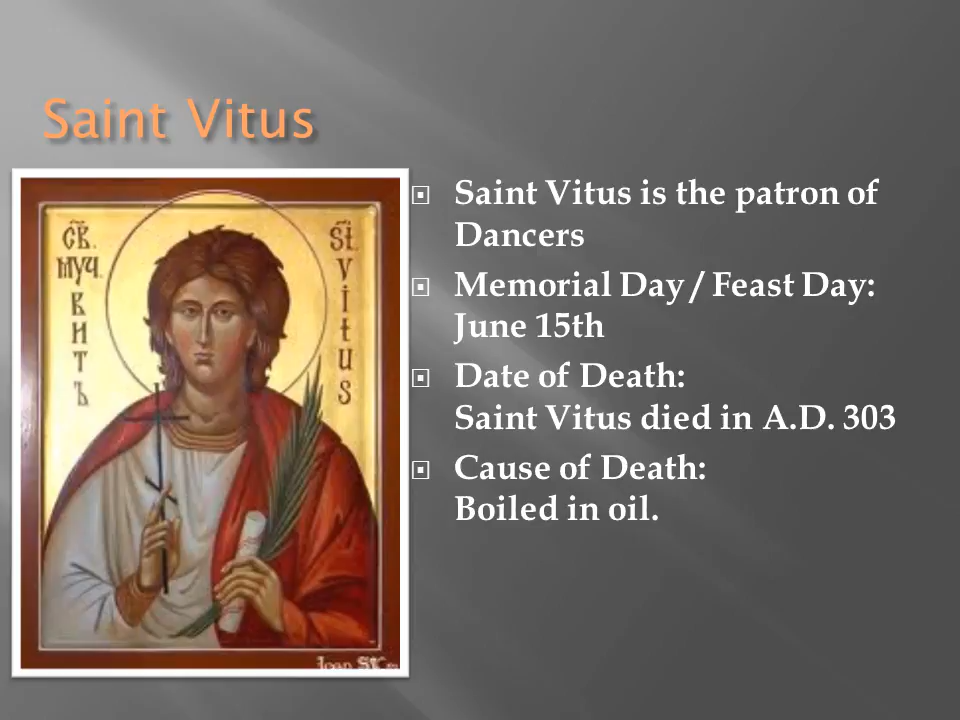 Saint Vitus
Saint Vitus is the patron of
Dancers
Memorial Day / Feast Day:
June 15th
Date of Death:
Saint Vitus died in A.D. 303
Cause of Death:
Boiled in oil.
СВ.
МУЧ.
ВИТЪ
St.
VITUS
Ioan